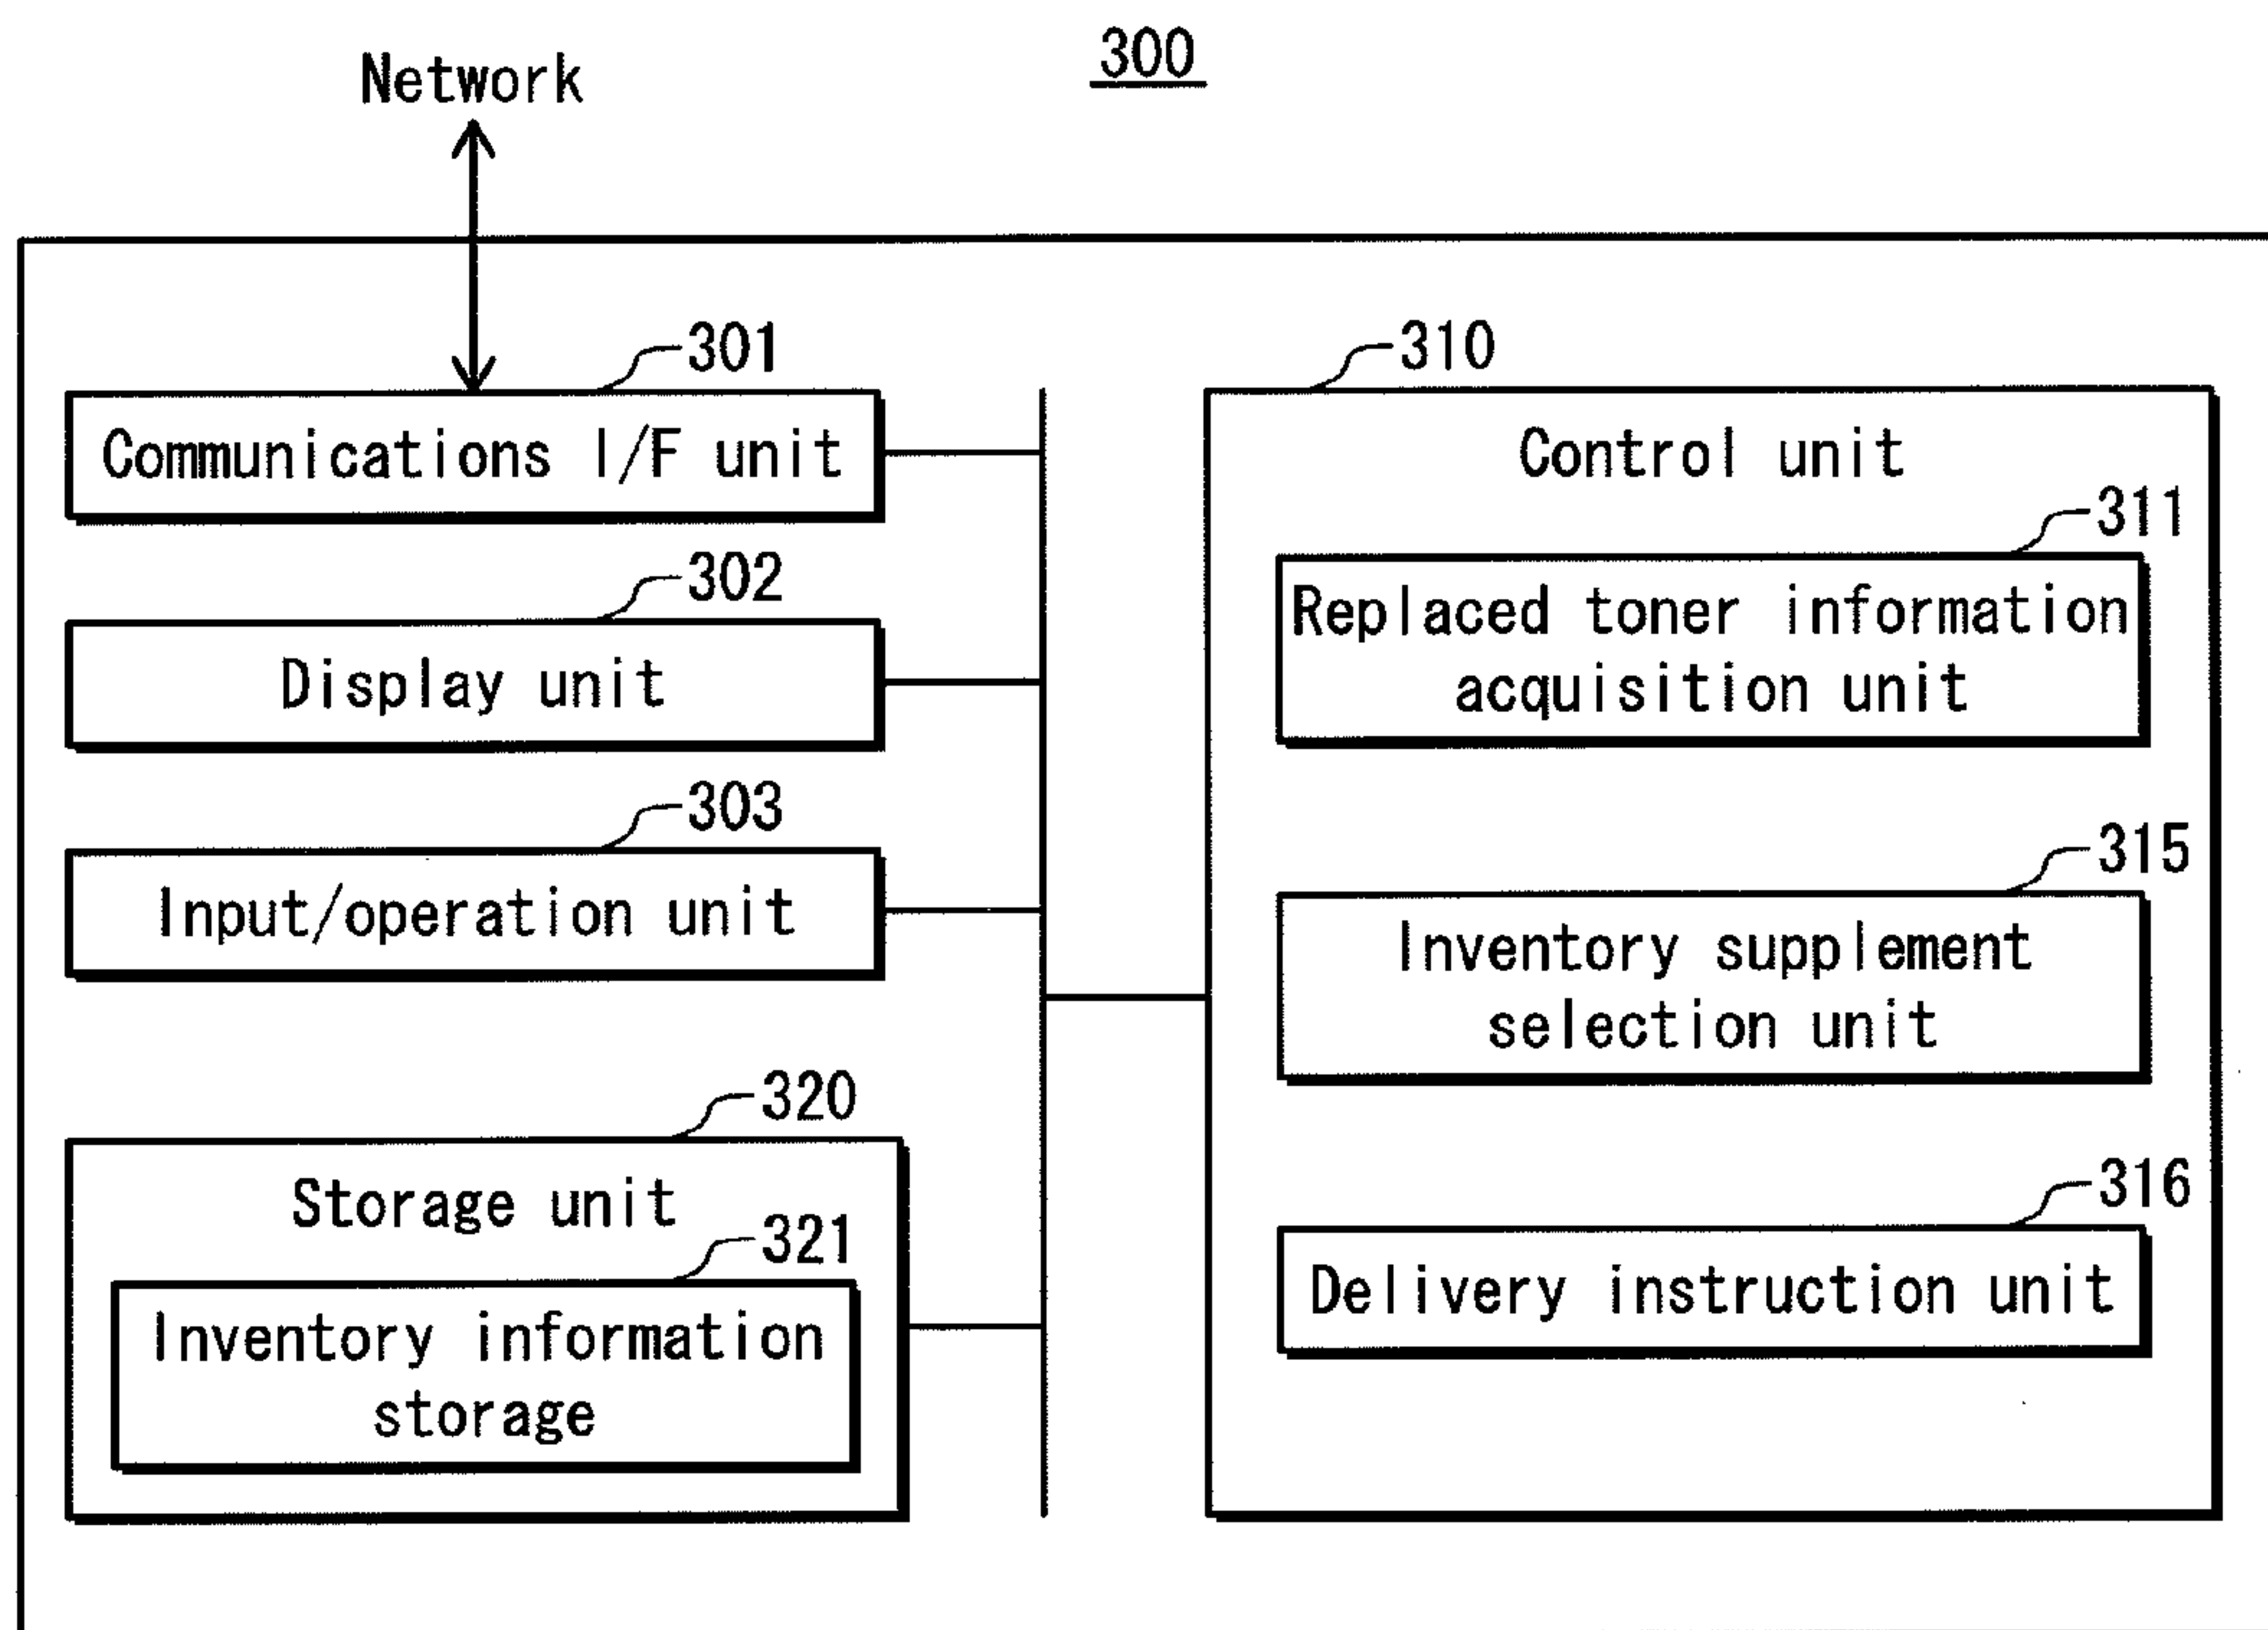 300
Network
301
Communications I/F unit
302
Display unit
303
Input/operation unit
320
Storage unit
321
Inventory information
storage
310
Control unit
311
Replaced toner information
acquisition unit
315
Inventory supplement
selection unit
316
Delivery instruction unit